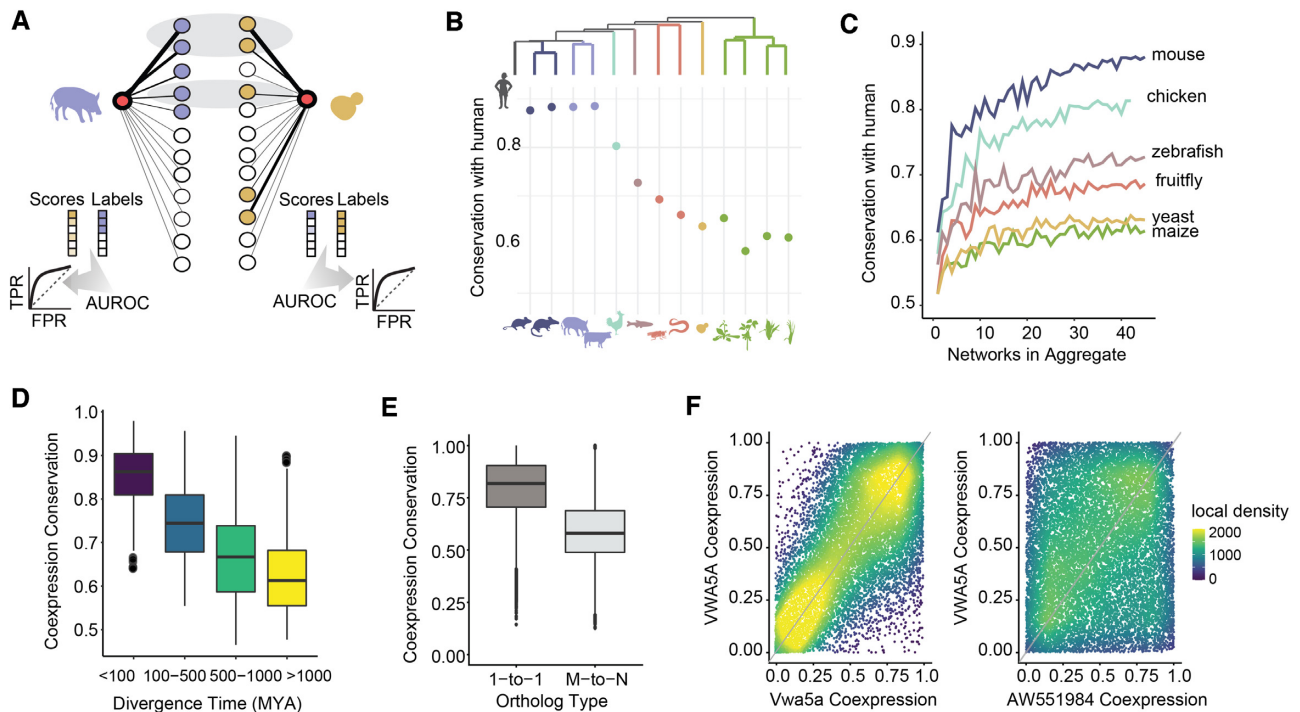 A
Scores Labels
TPR
FPR
AUROC
Scores Labels
AUROC
TPR
FPR
B
Conservation with human
0.8
0.6
C
Conservation with human
0.9
0.8
0.7
0.6
0.5
mouse
chicken
zebrafish
fruitfly
yeast
maize
0 10 20 30 40
Networks in Aggregate
D
Coexpression Conservation
1.0
0.9
0.8
0.7
0.6
0.5
<100 100−500 500−1000 >1000
Divergence Time (MYA)
E
Coexpression Conservation
1.00
0.75
0.50
0.25
0.00
1−to−1 M−to−N
Ortholog Type
F
VWA5A Coexpression
1.00
0.75
0.50
0.25
0.00
0.00 0.25 0.50 0.75 1.0
Vwa5a Coexpression
VWA5A Coexpression
1.00
0.75
0.50
0.25
0.00
0.00 0.25 0.50 0.75 1.0
AW551984 Coexpression
local density
2000
1000
0